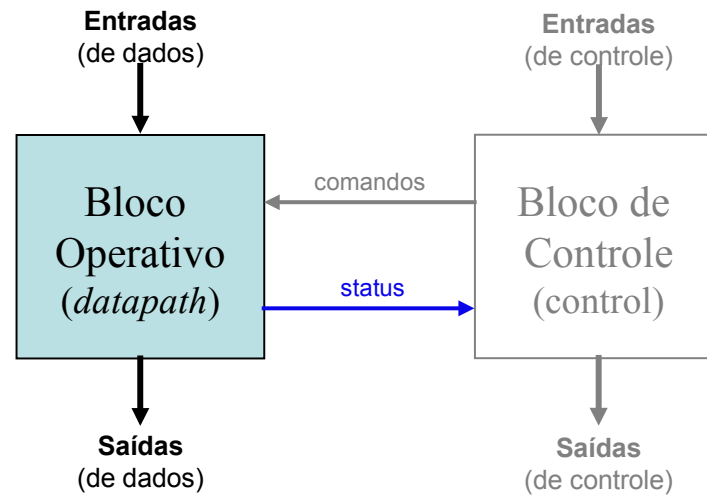 Entradas
(de dados)
Entradas
(de controle)
Bloco
Operativo
(datapath)
comandos
status
Bloco de
Controle
(control)
Saídas
(de dados)
Saídas
(de controle)